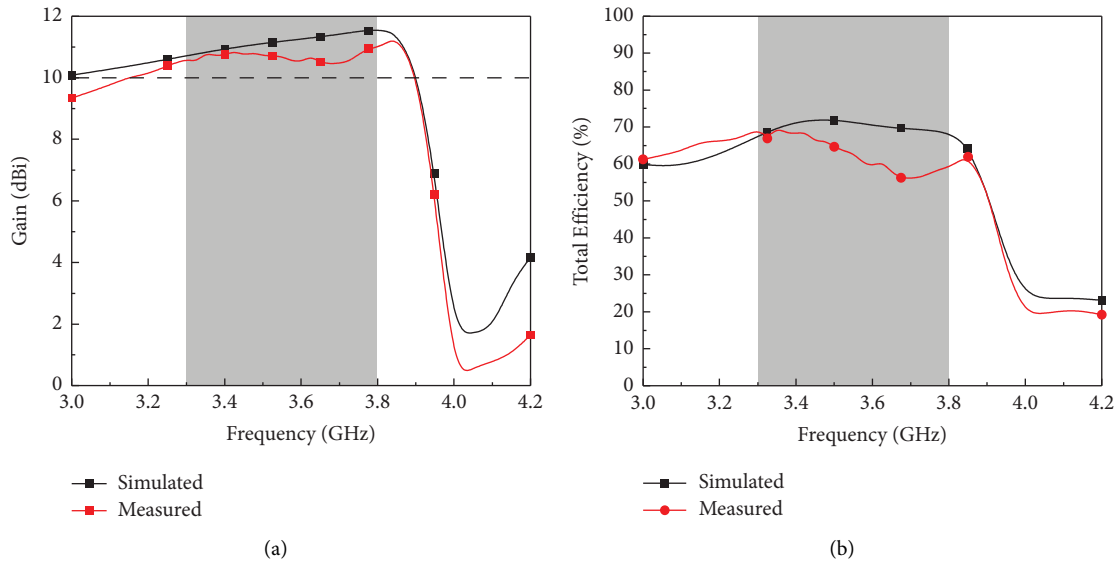 12
10
8
6
4
2
0
Gain (dBi)
3.0 3.2 3.4 3.6 3.8 4.0 4.2
Frequency (GHz)
Simulated
Measured
(a)
100
90
80
70
60
50
40
30
20
10
0
Total Efficiency (%)
3.0 3.2 3.4 3.6 3.8 4.0 4.2
Frequency (GHz)
Simulated
Measured
(b)